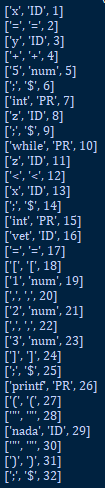 ['x', 'ID', 1]
['=', '=', 2]
['y', 'ID', 3]
['+', '+', 4]
['5', 'num', 5]
[';', '$', 6]
['int', 'PR', 7]
['z', 'ID', 8]
[';', '$', 9]
['while', 'PR', 10]
['z', 'ID', 11]
['<', '<', 12]
['x', 'ID', 13]
[';', '$', 14]
['int', 'PR', 15]
['vet', 'ID', 16]
['=', '=', 17]
['[', '[', 18]
['1', 'num', 19]
[',', ',', 20]
['2', 'num', 21]
[',', ',', 22]
['3', 'num', 23]
[']', ']', 24]
[';', '$', 25]
['printf', 'PR', 26]
['(', '(', 27]
['"', '"', 28]
['nada', 'ID', 29]
['"', '"', 30]
[')', ')', 31]
[';', '$', 32]